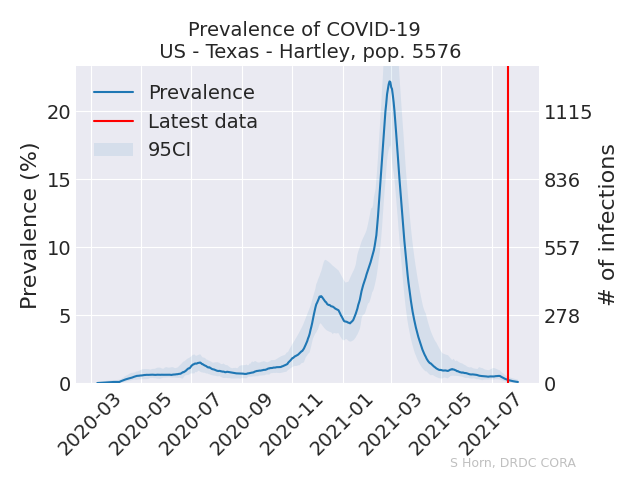 Prevalence of COVID-19
US - Texas - Hartley, pop. 5576
Prevalence
Latest data
95CI
Prevalence (%)
20
15
10
5
0
# of infections
1115
836
557
278
0
2020-03
2020-05
2020-07
2020-09
2020-11
2021-01
2021-03
2021-05
2021-07
S Horn, DRDC CORA